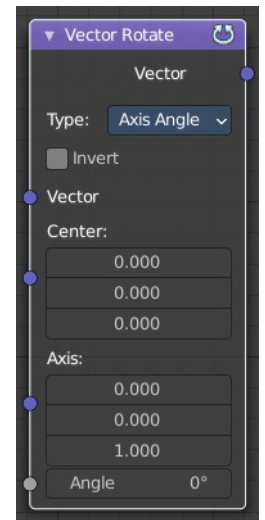 Vector Rotate
Vector
Type: Axis Angle
Invert
Vector
Center:
0.000
0.000
0.000
Axis:
0.000
0.000
1.000
Angle 0°